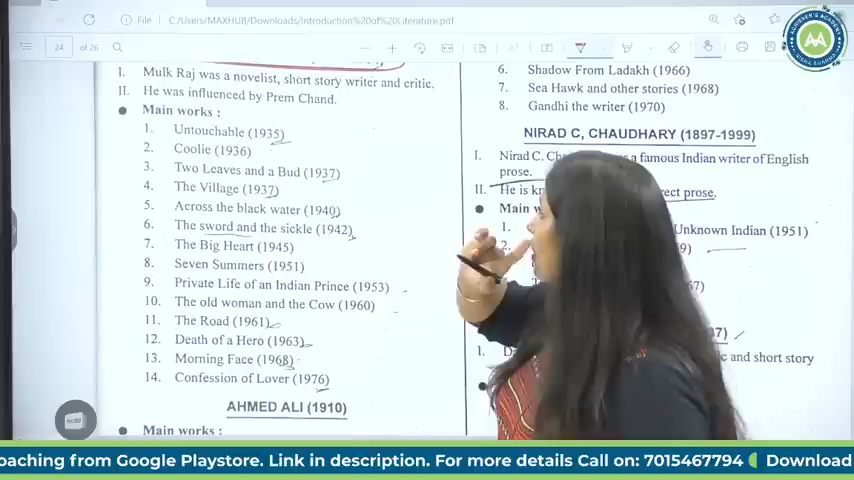 File
C:/Users/MAXHUB/Downloads/Introduction%20of%20Literature.pdf
24 of 26
I. Mulk Raj was a novelist, short story writer and critic.
II. He was influenced by Prem Chand.
Main works :
1. Untouchable (1935)
2. Coolie (1936)
3. Two Leaves and a Bud (1937)
4. The Village (1937)
5. Across the black water (1940)
6. The sword and the sickle (1942)
7. The Big Heart (1945)
8. Seven Summers (1951)
9. Private Life of an Indian Prince (1953)
10. The old woman and the Cow (1960)
11. The Road (1961)
12. Death of a Hero (1963)
13. Morning Face (1968)
14. Confession of Lover (1976)
AHMED ALI (1910)
Main works :
6. Shadow From Ladakh (1966)
7. Sea Hawk and other stories (1968)
8. Gandhi the writer (1970)
NIRAD C, CHAUDHARY (1897-1999)
I. Nirad C. a famous Indian writer of English
prose.
II. He is prose.
Main
1. Unknown Indian (1951)
2.
I. and short story
ACHIEVER'S ACADEMY
AA
oaching from Google Playstore. Link in description. For more details Call on: 7015467794 Download